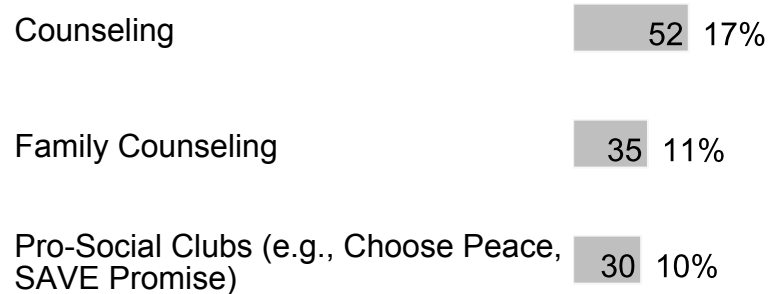 Counseling 52 17%
Family Counseling 35 11%
Pro-Social Clubs (e.g., Choose Peace,
SAVE Promise) 30 10%